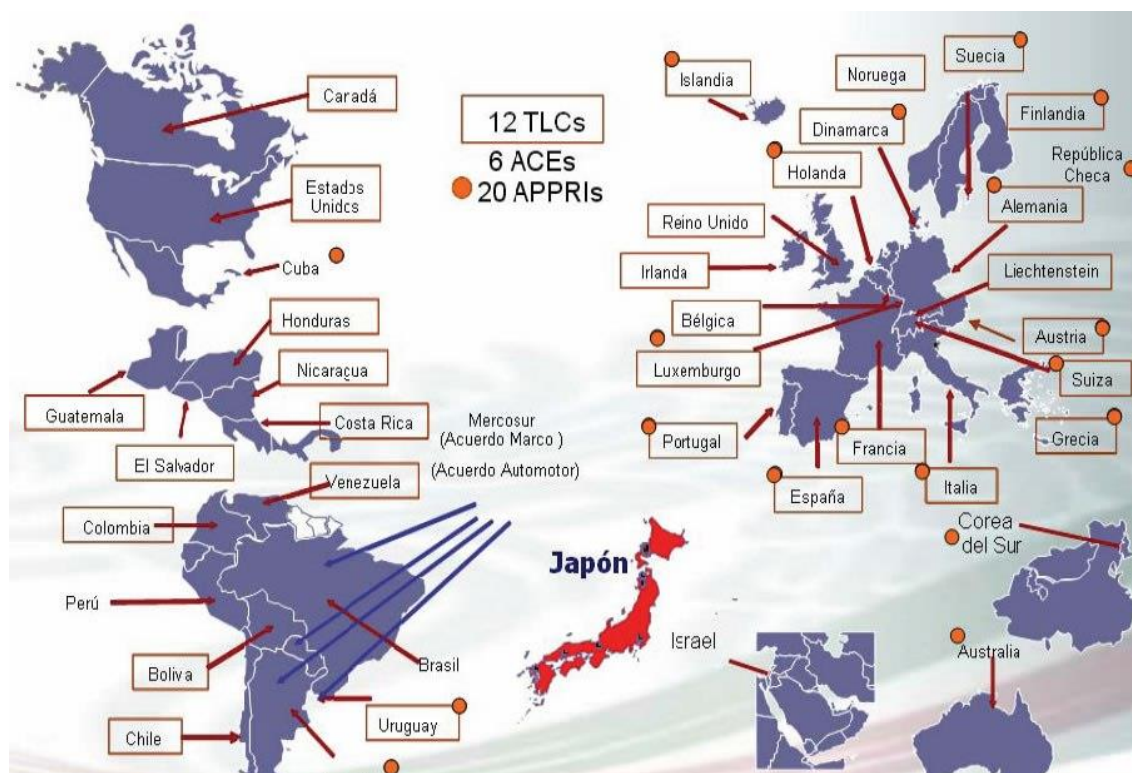 Caradá
Estados
Unidos
Cuba
Honduras
Nicaragua
Guatemala
Costa Rica
El Salvador
Venezuela
Colombia
Perú
Boliva
Brasil
Chile
Uruguay
12 TLCs
6 ACEs
20 APPRIs
Mercosur
(Acuerdo Marco )
(Acuerdo Automotor)
Japón
Islandia
Noruega
Suecia
Dinamarca
Finlandia
Holanda
República
Checa
Alemania
Reino Unido
Irlanda
Liechtenstein
Bélgica
Austria
Luxemburgo
Suiza
Portugal
Francia
Grecia
España
Italia
Corea
del Sur
Israel
Australia